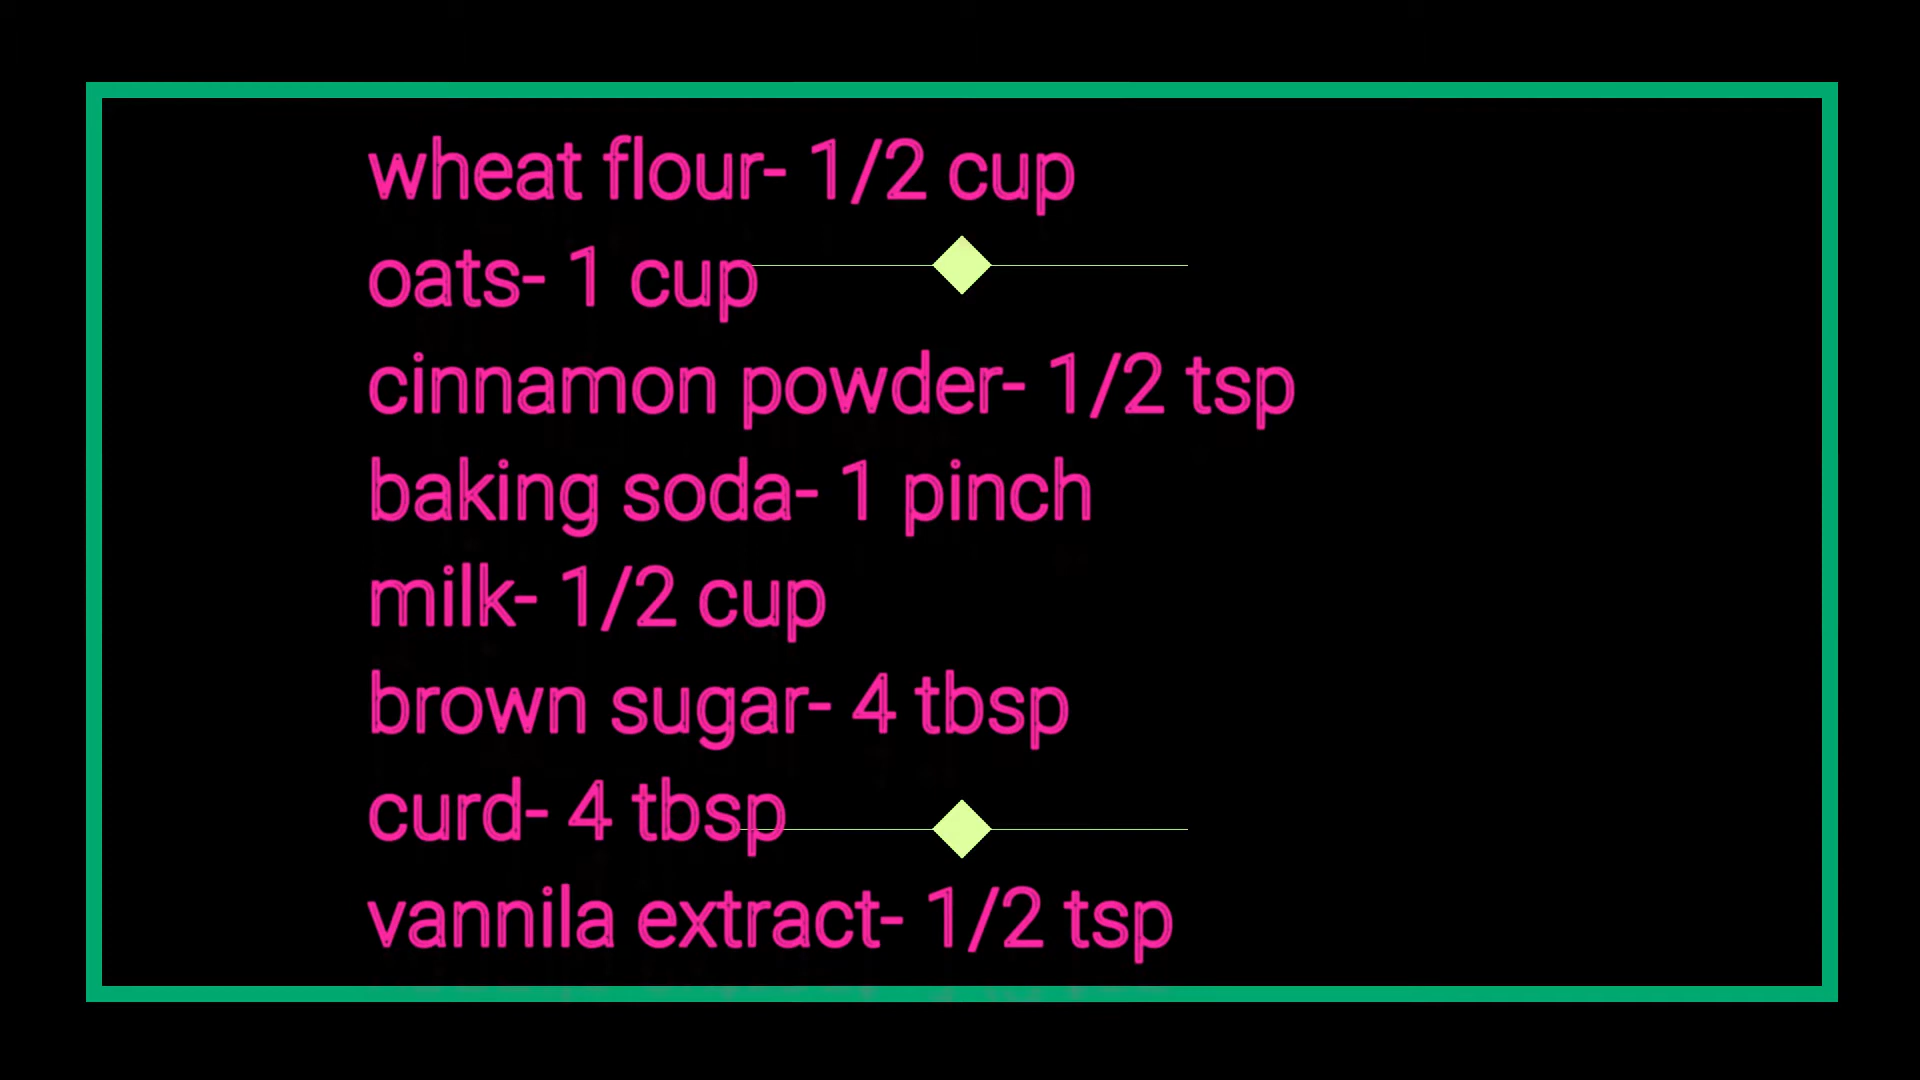 wheat flour- 1/2 cup
oats- 1 cup
cinnamon powder- 1/2 tsp
baking soda- 1 pinch
milk- 1/2 cup
brown sugar- 4 tbsp
curd- 4 tbsp
vannila extract- 1/2 tsp